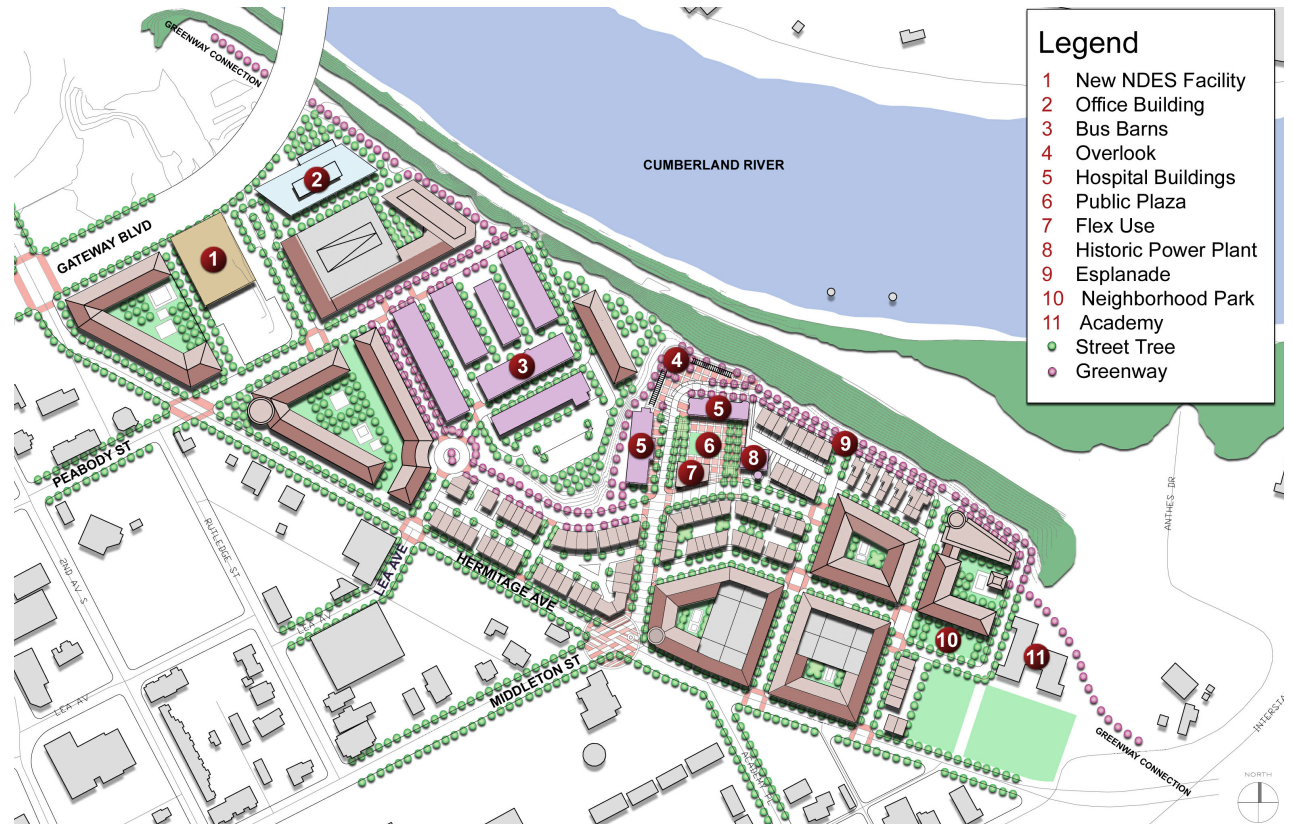 GREENWAY CONNECTION
CUMBERLAND RIVER
GATEWAY BLVD
PEABODY ST
2ND AV S
RUTLEDGE ST
LEA AVE
LEA AV
LEA AV
HERMITAGE AVE
MIDDLETON ST
ANTHES DR
GREENWAY CONNECTION
NORTH
1
2
3
4
5
5
6
7
8
9
10
11
Legend
1 New NDES Facility
2 Office Building
3 Bus Barns
4 Overlook
5 Hospital Buildings
6 Public Plaza
7 Flex Use
8 Historic Power Plant
9 Esplanade
10 Neighborhood Park
11 Academy
Street Tree
Greenway